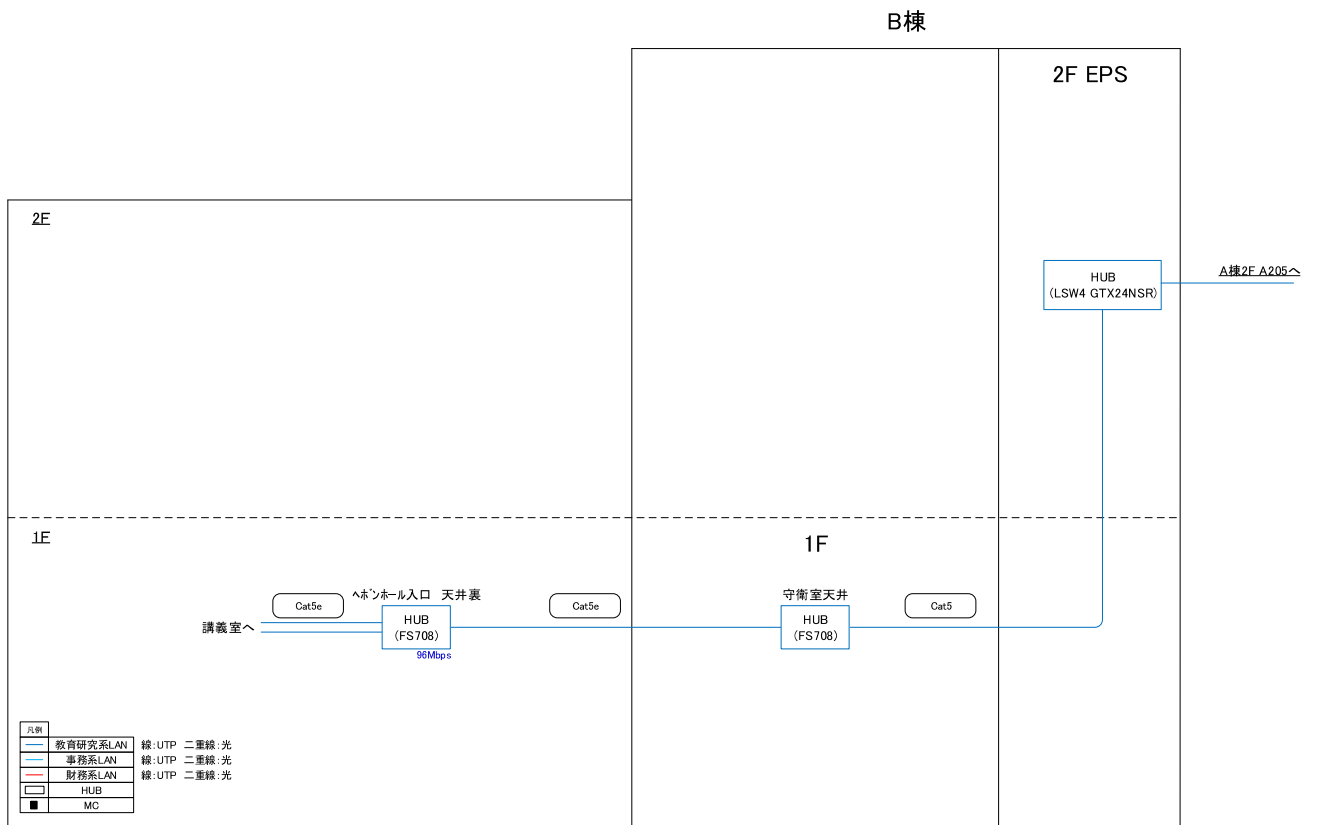 B棟
2F EPS
2F
HUB
(LSW4 GTX24NSR)
A棟2F A205へ
1F
1F
Cat5e
ﾍﾎﾞﾝﾎｰﾙ入口 天井裏
Cat5e
守衛室天井
Cat5
講義室へ
HUB
(FS708)
96Mbps
HUB
(FS708)
凡例
教育研究系LAN 線:UTP 二重線:光
事務系LAN 線:UTP 二重線:光
財務系LAN 線:UTP 二重線:光
HUB
MC